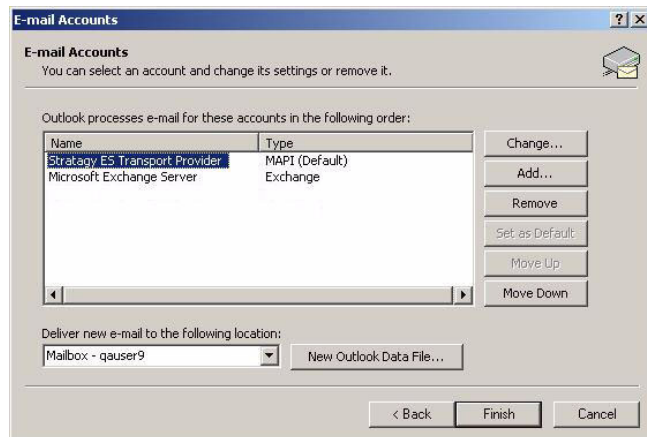 E-mail Accounts
E-mail Accounts
You can select an account and change its settings or remove it.
Outlook processes e-mail for these accounts in the following order:
Name Type
Stratagy ES Transport Provider MAPI (Default)
Microsoft Exchange Server Exchange
Change...
Add...
Remove
Set as Default
Move Up
Move Down
Deliver new e-mail to the following location:
Mailbox - qauser9 New Outlook Data File...
< Back Finish Cancel